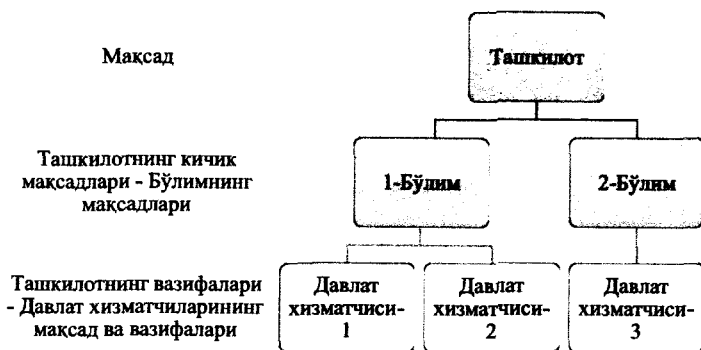 Мақсад
Ташкилот
Ташкилотнинг кичик
мақсадлари - Бўлимнинг
мақсадлари
1-Бўлим
2-Бўлим
Ташкилотнинг вазифалари
- Давлат хизматчиларининг
мақсад ва вазифалари
Давлат
хизматчиси-
1
Давлат
хизматчиси-
2
Давлат
хизматчиси-
3